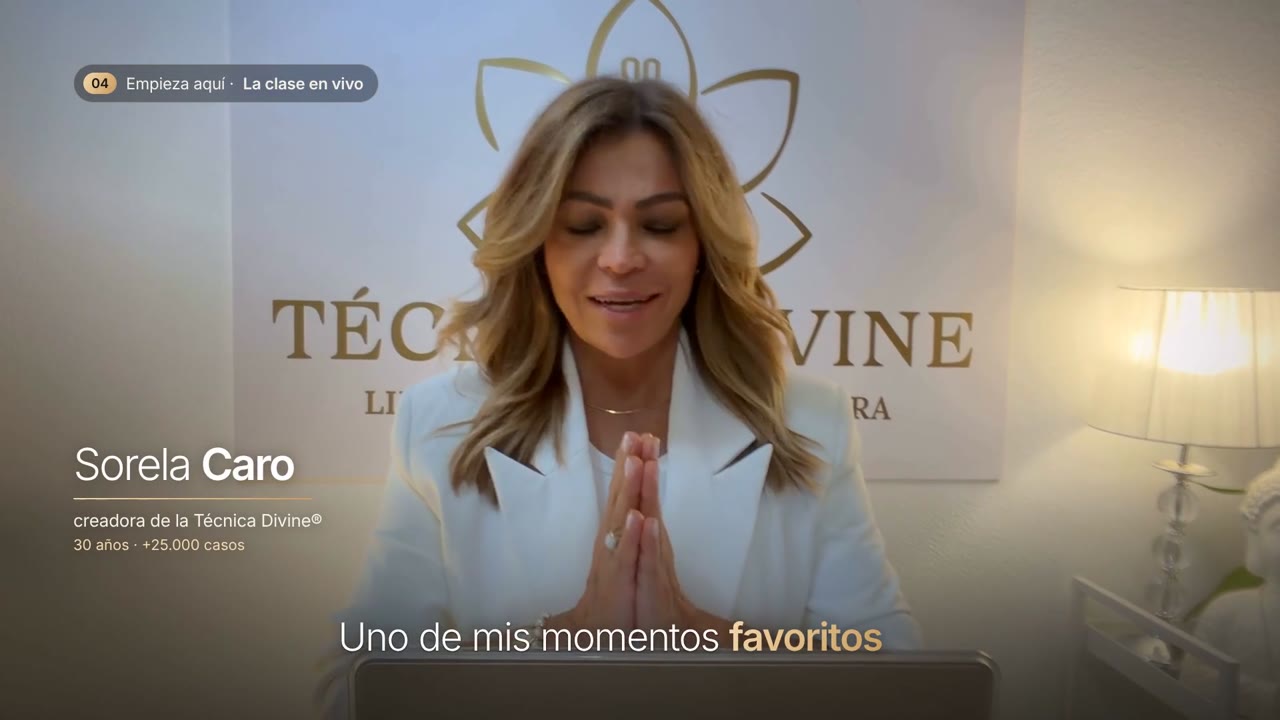 04 Empieza aquí · La clase en vivo
TÉC VINE
LI RA
Sorela Caro
creadora de la Técnica Divine®
30 años · +25.000 casos
Uno de mis momentos favoritos